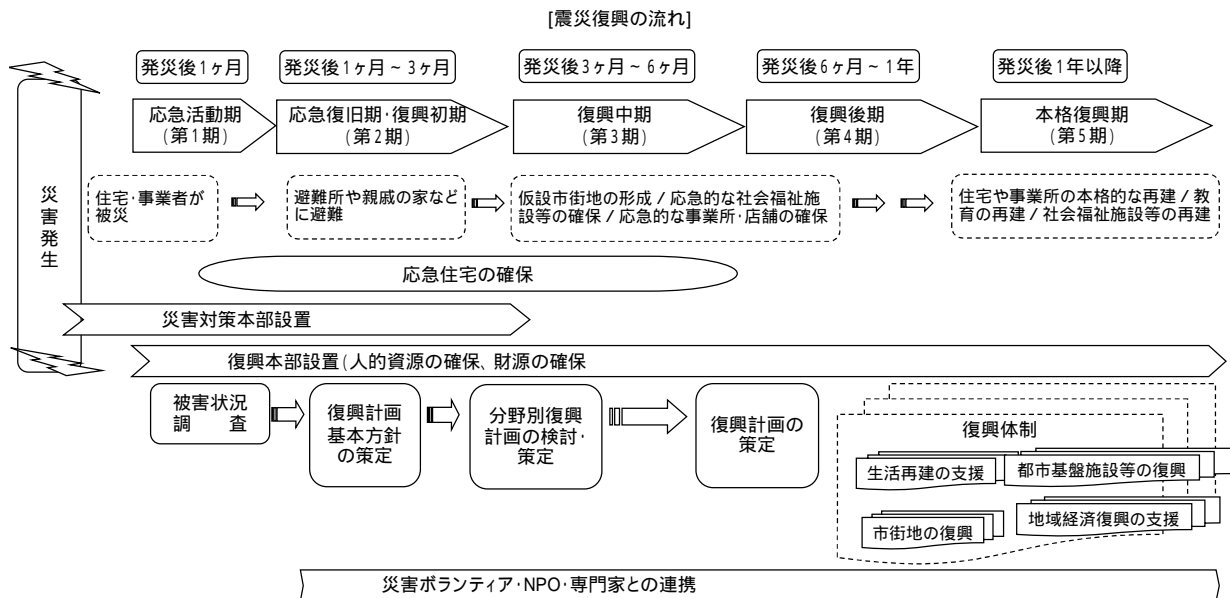 [震災復興の流れ]
発災後1ヶ月
発災後1ヶ月～3ヶ月
発災後3ヶ月～6ヶ月
発災後6ヶ月～1年
発災後1年以降
応急活動期
(第1期)
応急復旧期・復興初期
(第2期)
復興中期
(第3期)
復興後期
(第4期)
本格復興期
(第5期)
災害発生
住宅・事業者が
被災
避難所や親戚の家など
に避難
仮設市街地の形成 / 応急的な社会福祉施
設等の確保 / 応急的な事業所・店舗の確保
住宅や事業所の本格的な再建 / 教
育の再建 / 社会福祉施設等の再建
応急住宅の確保
災害対策本部設置
復興本部設置(人的資源の確保、財源の確保
被害状況
調　査
復興計画
基本方針
の策定
分野別復興
計画の検討・
策定
復興計画の
策定
復興体制
生活再建の支援
都市基盤施設等の復興
市街地の復興
地域経済復興の支援
災害ボランティア・NPO・専門家との連携